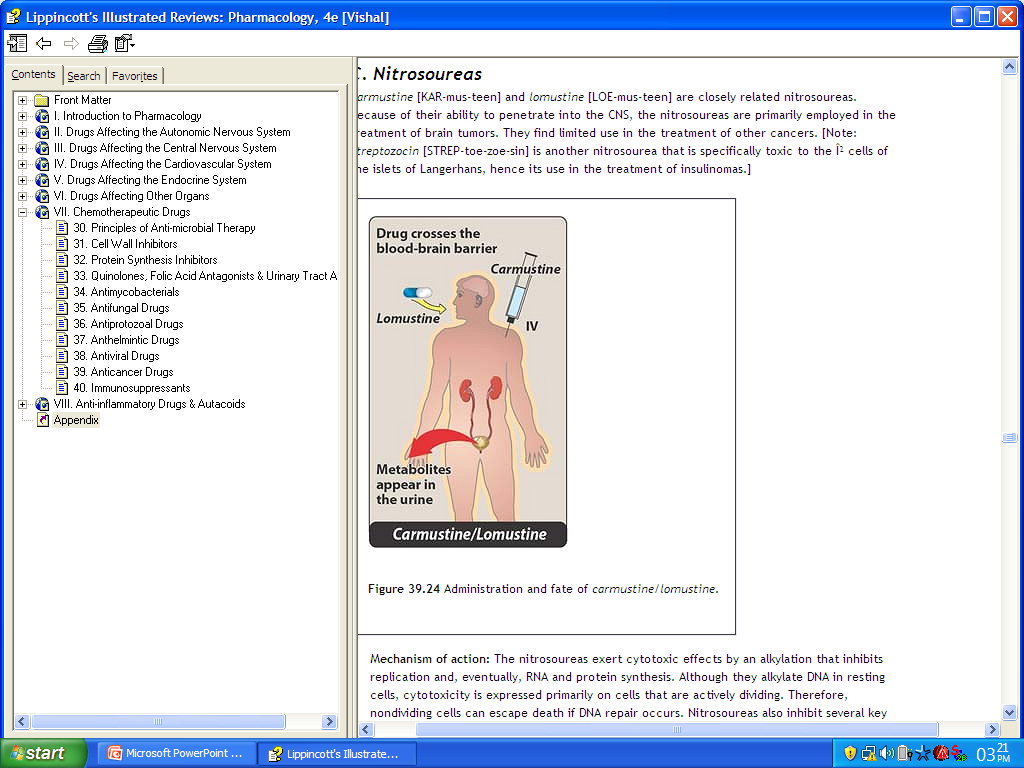 Lippincott's Illustrated Reviews: Pharmacology, 4e [Vishal]
Contents Search Favorites
Front Matter
I. Introduction to Pharmacology
II. Drugs Affecting the Autonomic Nervous System
III. Drugs Affecting the Central Nervous System
IV. Drugs Affecting the Cardiovascular System
V. Drugs Affecting the Endocrine System
VI. Drugs Affecting Other Organs
VII. Chemotherapeutic Drugs
30. Principles of Anti-microbial Therapy
31. Cell Wall Inhibitors
32. Protein Synthesis Inhibitors
33. Quinolones, Folic Acid Antagonists & Urinary Tract A
34. Antimycobacterials
35. Antifungal Drugs
36. Antiprotozoal Drugs
37. Anthelmintic Drugs
38. Antiviral Drugs
39. Anticancer Drugs
40. Immunosuppressants
VIII. Anti-inflammatory Drugs & Autacoids
Appendix
C. Nitrosoureas
armustine [KAR-mus-teen] and lomustine [LOE-mus-teen] are closely related nitrosoureas.
ecause of their ability to penetrate into the CNS, the nitrosoureas are primarily employed in the
reatment of brain tumors. They find limited use in the treatment of other cancers. [Note:
treptozocin [STREP-toe-zoe-sin] is another nitrosourea that is specifically toxic to the Î² cells of
he islets of Langerhans, hence its use in the treatment of insulinomas.]
Drug crosses the
blood-brain barrier
Carmustine
Lomustine
IV
Metabolites
appear in
the urine
Carmustine/Lomustine
Figure 39.24 Administration and fate of carmustine/lomustine.
Mechanism of action: The nitrosoureas exert cytotoxic effects by an alkylation that inhibits
replication and, eventually, RNA and protein synthesis. Although they alkylate DNA in resting
cells, cytotoxicity is expressed primarily on cells that are actively dividing. Therefore,
nondividing cells can escape death if DNA repair occurs. Nitrosoureas also inhibit several key
start
Microsoft PowerPoint ...
Lippincott's Illustrate...
03 21 PM